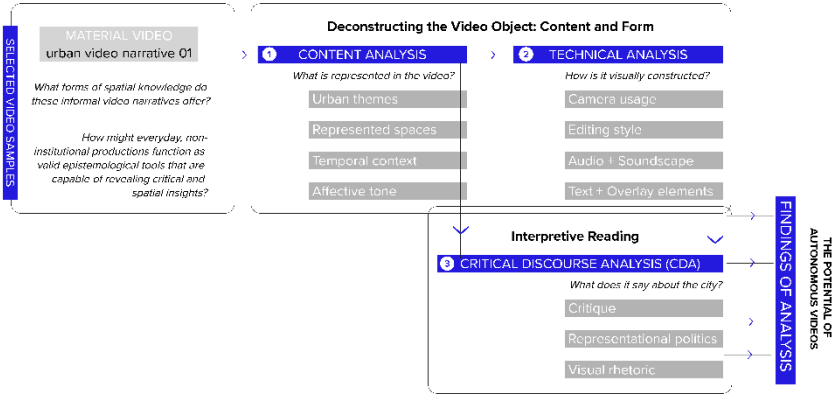 SELECTED VIDEO SAMPLES
MATERIAL VIDEO
urban video narrative 01
What forms of spatial knowledge do
these informal video narratives offer?
How might everyday, non-
institutional productions function as
valid epistemological tools that are
capable of revealing critical and
spatial insights?
Deconstructing the Video Object: Content and Form
1 CONTENT ANALYSIS
What is represented in the video?
Urban themes
Represented spaces
Temporal context
Affective tone
2 TECHNICAL ANALYSIS
How is it visually constructed?
Camera usage
Editing style
Audio + Soundscape
Text + Overlay elements
Interpretive Reading
3 CRITICAL DISCOURSE ANALYSIS (CDA)
What does it say about the city?
Critique
Representational politics
Visual rhetoric
FINDINGS OF ANALYSIS
THE POTENTIAL OF
AUTONOMOUS VIDEOS